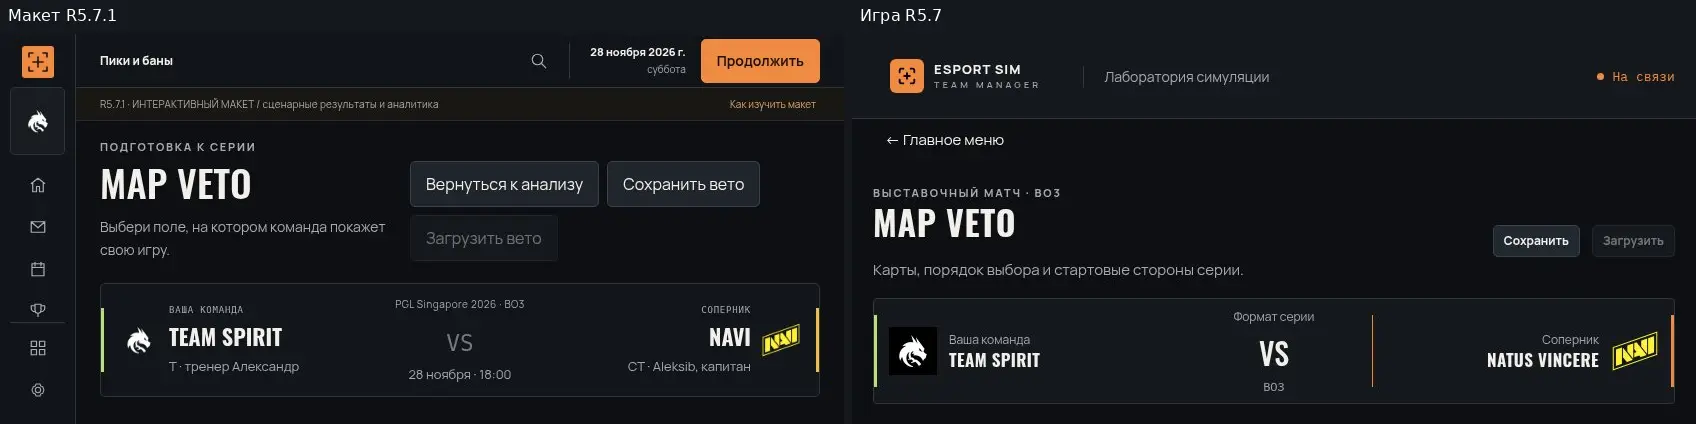 Макет R5.7.1
Пики и баны
28 ноября 2026 г.
суббота
Продолжить
R5.7.1 · ИНТЕРАКТИВНЫЙ МАКЕТ / сценарные результаты и аналитика
Как изучить макет
ПОДГОТОВКА К СЕРИИ
MAP VETO
Выбери поле, на котором команда покажет
свою игру.
Вернуться к анализу
Сохранить вето
Загрузить вето
ВАША КОМАНДА
TEAM SPIRIT
T · тренер Александр
PGL Singapore 2026 · BO3
VS
28 ноября · 18:00
СОПЕРНИК
NAVI
CT · Aleksib, капитан
NAVI
Игра R5.7
ESPORT SIM
TEAM MANAGER
Лаборатория симуляции
На связи
← Главное меню
ВЫСТАВОЧНЫЙ МАТЧ · BO3
MAP VETO
Карты, порядок выбора и стартовые стороны серии.
Сохранить
Загрузить
Ваша команда
TEAM SPIRIT
Формат серии
VS
BO3
Соперник
NATUS VINCERE
NAVI